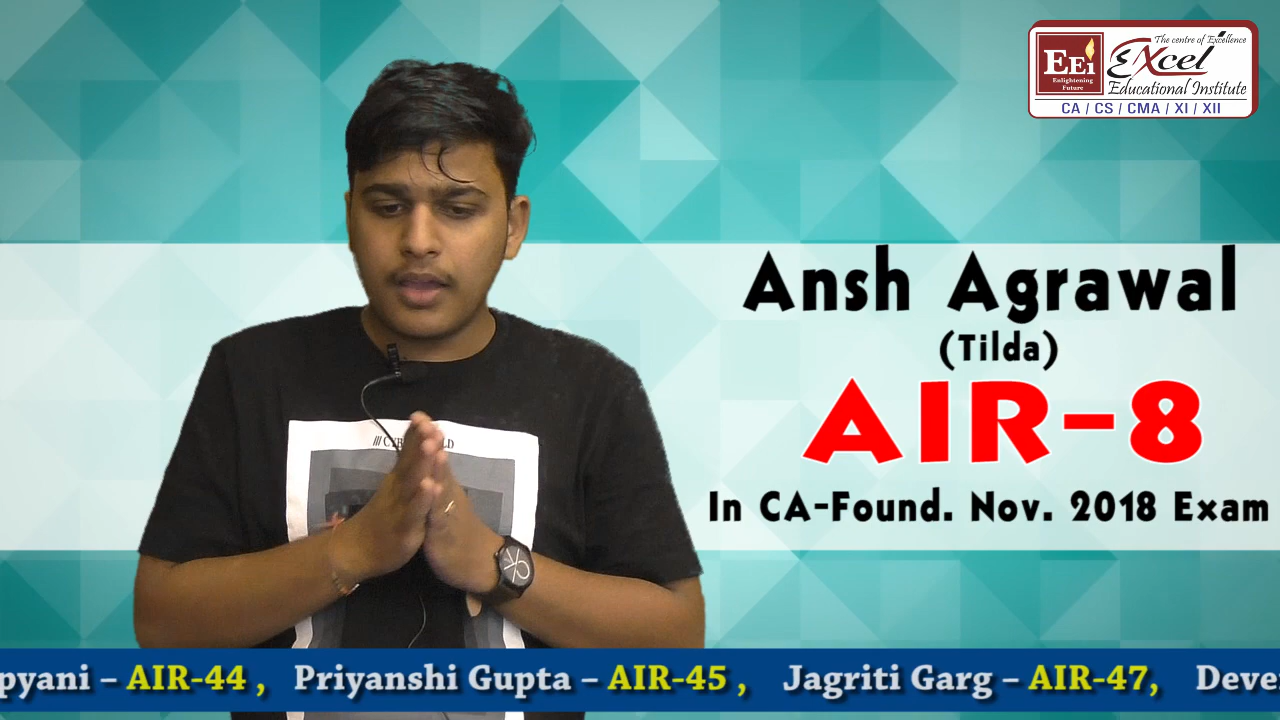 The centre of Excellence
EEi Excel
Enlightening
Future
Educational Institute
CA / CS / CMA / XI / XII
Ansh Agrawal
(Tilda)
AIR-8
In CA-Found. Nov. 2018 Exam
pyani – AIR-44 , Priyanshi Gupta – AIR-45 , Jagriti Garg – AIR-47, Deve